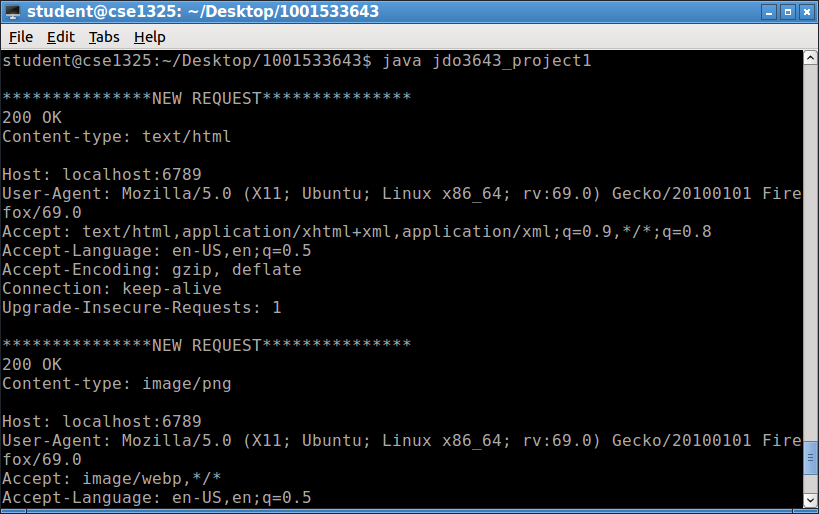 student@cse1325: ~/Desktop/1001533643
File Edit Tabs Help
student@cse1325:~/Desktop/1001533643$ java jdo3643_project1
***************NEW REQUEST***************
200 OK
Content-type: text/html
Host: localhost:6789
User-Agent: Mozilla/5.0 (X11; Ubuntu; Linux x86_64; rv:69.0) Gecko/20100101 Fire
fox/69.0
Accept: text/html,application/xhtml+xml,application/xml;q=0.9,*/*;q=0.8
Accept-Language: en-US,en;q=0.5
Accept-Encoding: gzip, deflate
Connection: keep-alive
Upgrade-Insecure-Requests: 1
***************NEW REQUEST***************
200 OK
Content-type: image/png
Host: localhost:6789
User-Agent: Mozilla/5.0 (X11; Ubuntu; Linux x86_64; rv:69.0) Gecko/20100101 Fire
fox/69.0
Accept: image/webp,*/*
Accept-Language: en-US,en;q=0.5